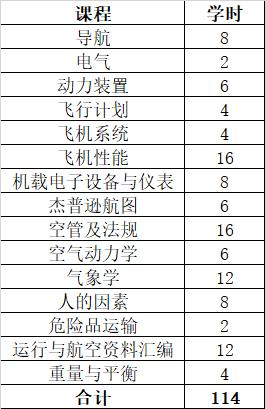 课程 学时
导航 8
电气 2
动力装置 6
飞行计划 4
飞机系统 4
飞机性能 16
机载电子设备与仪表 8
杰普逊航图 6
空管及法规 16
空气动力学 6
气象学 12
人的因素 8
危险品运输 2
运行与航空资料汇编 12
重量与平衡 4
合计 114